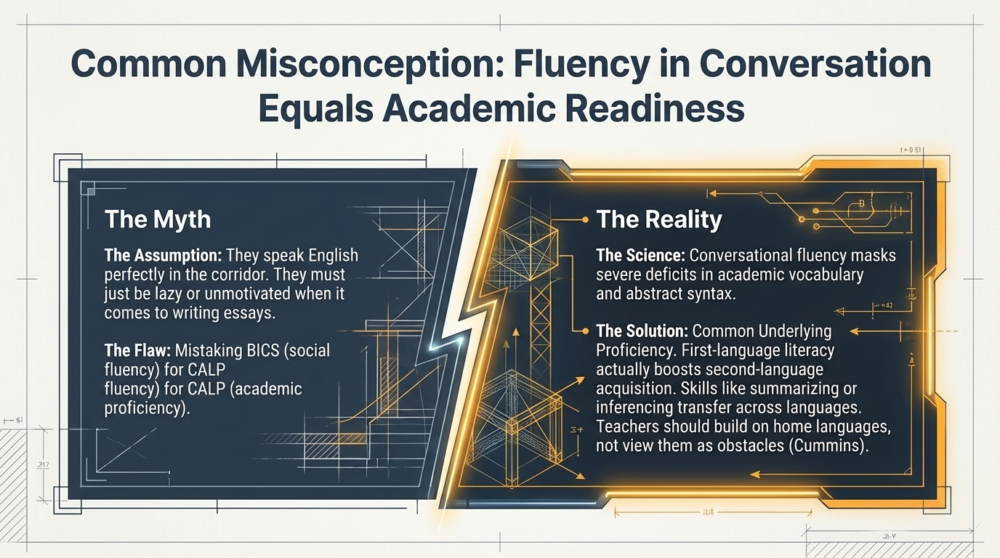 Common Misconception: Fluency in Conversation
Equals Academic Readiness
The Myth
The Assumption: They speak English
perfectly in the corridor. They must
just be lazy or unmotivated when it
comes to writing essays.
The Flaw: Mistaking BICS (social
fluency) for CALP
fluency) for CALP (academic
proficiency).
The Reality
The Science: Conversational fluency masks
severe deficits in academic vocabulary
and abstract syntax.
The Solution: Common Underlying
Proficiency. First-language literacy
actually boosts second-language
acquisition. Skills like summarizing or
inferencing transfer across languages.
Teachers should build on home languages,
not view them as obstacles (Cummins).